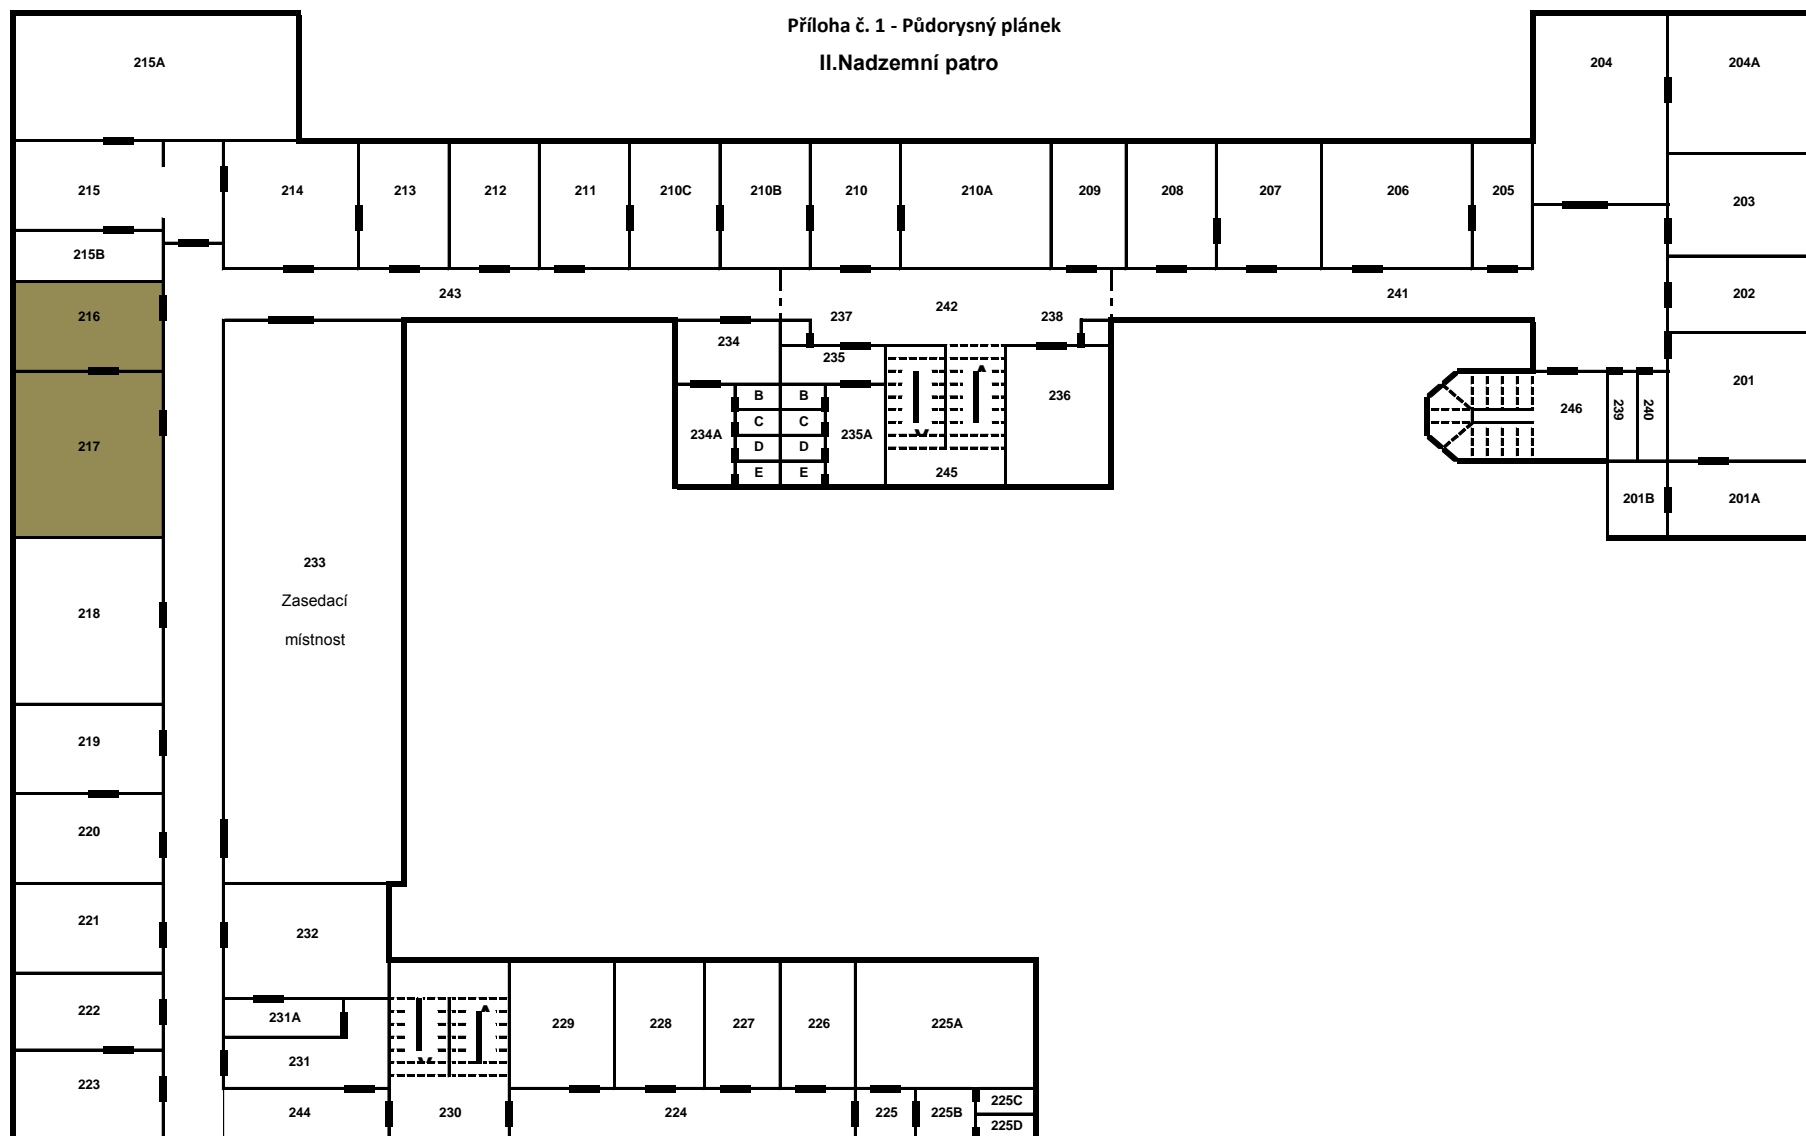 Příloha č. 1 - Půdorysný plánek
II.Nadzemní patro
215A
204
204A
215
214
213
212
211
210C
210B
210
210A
209
208
207
206
205
203
215B
243
242
241
202
216
237
238
234
235
201
217
234A
B
B
C
C
D
D
E
E
235A
245
236
246
239
240
201B
201A
233
Zasedací
místnost
218
219
220
221
232
222
231A
229
228
227
226
225A
231
223
244
230
224
225
225B
225C
225D